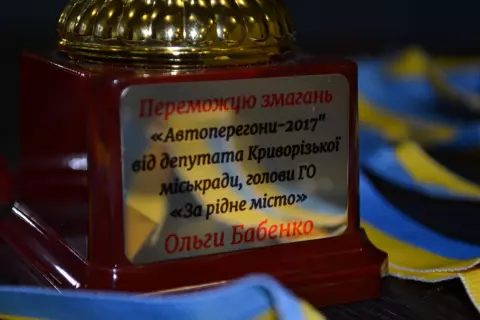 Переможцю змагань
«Автоперегони-2017"
від депутата Криворізької
міськради, голови ГО
«За рідне місто»
Ольги Бабенко